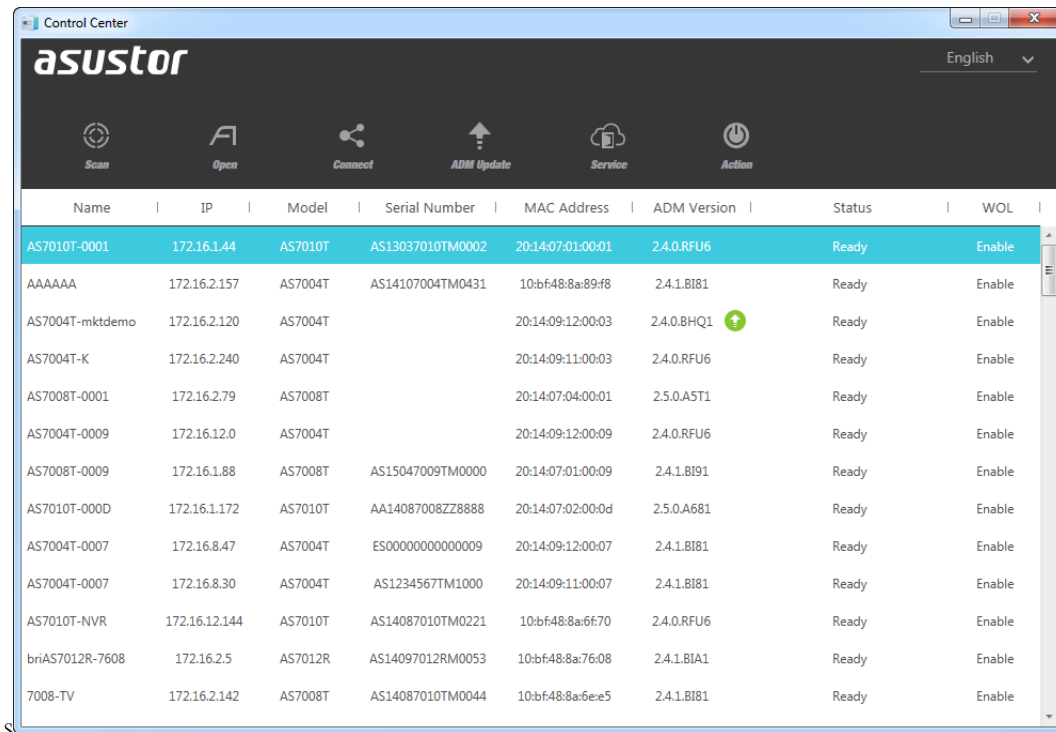 Control Center
asustor
English
Scan Open Connect ADM Update Service Action
Name IP Model Serial Number MAC Address ADM Version Status WOL
AS7010T-0001 172.16.1.44 AS7010T AS13037010TM0002 20:14:07:01:00:01 2.4.0.RFU6 Ready Enable
AAAAAA 172.16.2.157 AS7004T AS14107004TM0431 10:bf:48:8a:89:f8 2.4.1.BI81 Ready Enable
AS7004T-mktdemo 172.16.2.120 AS7004T 20:14:09:12:00:03 2.4.0.BHQ1 Ready Enable
AS7004T-K 172.16.2.240 AS7004T 20:14:09:11:00:03 2.4.0.RFU6 Ready Enable
AS7008T-0001 172.16.2.79 AS7008T 20:14:07:04:00:01 2.5.0.A5T1 Ready Enable
AS7004T-0009 172.16.12.0 AS7004T 20:14:09:12:00:09 2.4.0.RFU6 Ready Enable
AS7008T-0009 172.16.1.88 AS7008T AS15047009TM0000 20:14:07:01:00:09 2.4.1.BI91 Ready Enable
AS7010T-000D 172.16.1.172 AS7010T AA14087008ZZ8888 20:14:07:02:00:0d 2.5.0.A681 Ready Enable
AS7004T-0007 172.16.8.47 AS7004T ES00000000000009 20:14:09:12:00:07 2.4.1.BI81 Ready Enable
AS7004T-0007 172.16.8.30 AS7004T AS1234567TM1000 20:14:09:11:00:07 2.4.1.BI81 Ready Enable
AS7010T-NVR 172.16.12.144 AS7010T AS14087010TM0221 10:bf:48:8a:6f:70 2.4.0.RFU6 Ready Enable
briAS7012R-7608 172.16.2.5 AS7012R AS14097012RM0053 10:bf:48:8a:76:08 2.4.1.BIA1 Ready Enable
7008-TV 172.16.2.142 AS7008T AS14087010TM0044 10:bf:48:8a:6e:e5 2.4.1.BI81 Ready Enable
S